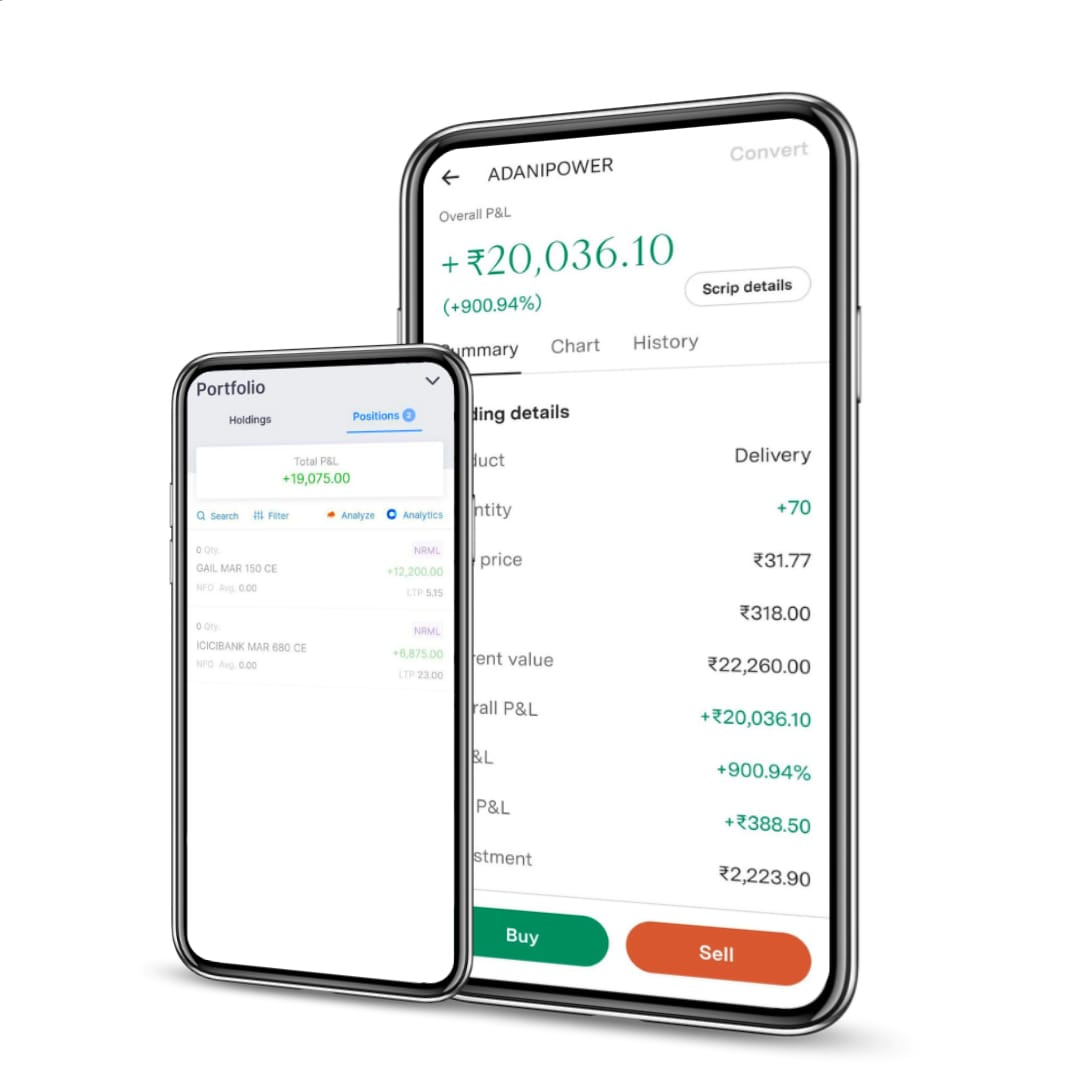 ADANIPOWER
Convert
Overall P&L
+ ₹20,036.10
(+900.94%)
Scrip details
ummary Chart History
ding details
duct Delivery
ntity +70
price ₹31.77
₹318.00
rent value ₹22,260.00
rall P&L +₹20,036.10
&L +900.94%
P&L +₹388.50
stment ₹2,223.90
Buy Sell
Portfolio
Holdings Positions 2
Total P&L
+19,075.00
Search Filter Analyze Analytics
0 Qty. NRML
GAIL MAR 150 CE +12,200.00
NFO Avg. 0.00 LTP 5.15
0 Qty. NRML
ICICIBANK MAR 680 CE +6,875.00
NFO Avg. 0.00 LTP 23.00